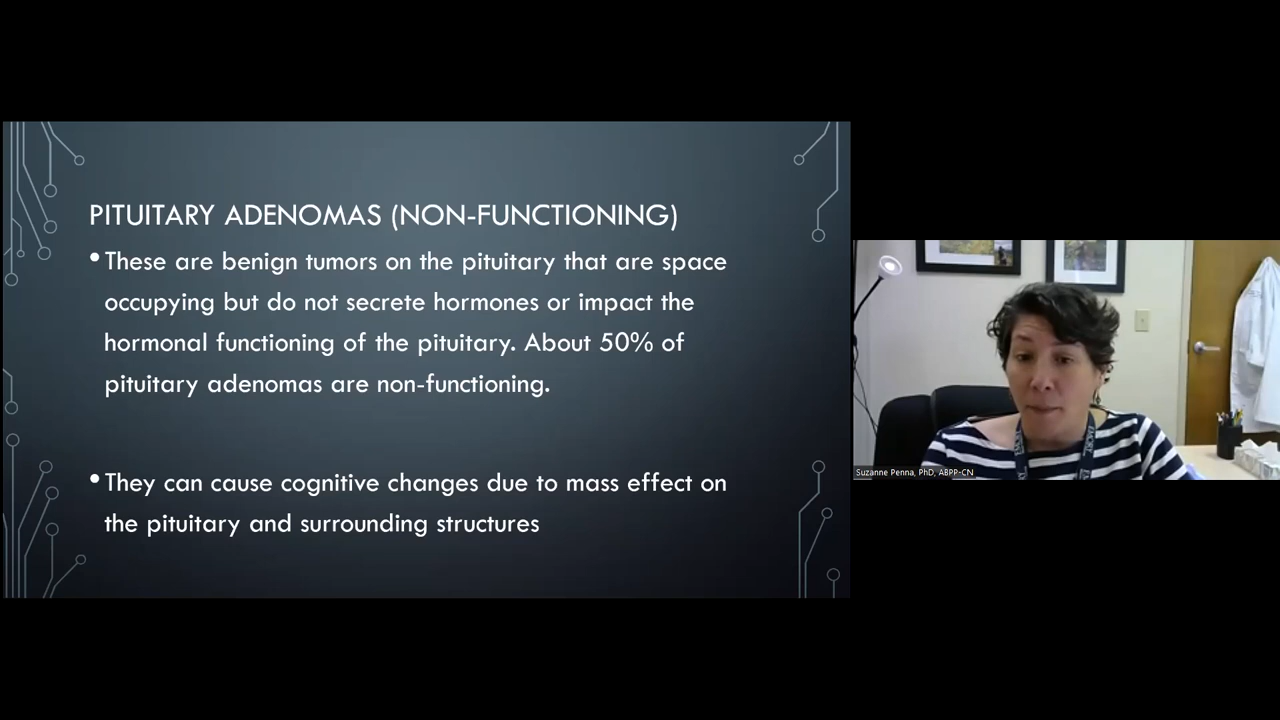 PITUITARY ADENOMAS (NON-FUNCTIONING)
• These are benign tumors on the pituitary that are space
occupying but do not secrete hormones or impact the
hormonal functioning of the pituitary. About 50% of
pituitary adenomas are non-functioning.
• They can cause cognitive changes due to mass effect on
the pituitary and surrounding structures
Suzanne Penna, PhD, ABPP-CN